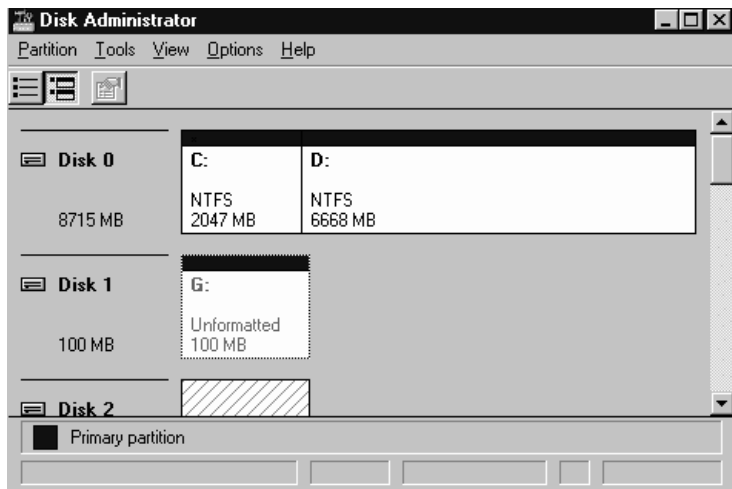 Disk Administrator
Partition Tools View Options Help
Disk 0 C: D:
NTFS NTFS
8715 MB 2047 MB 6668 MB
Disk 1 G:
Unformatted
100 MB 100 MB
Disk 2
Primary partition